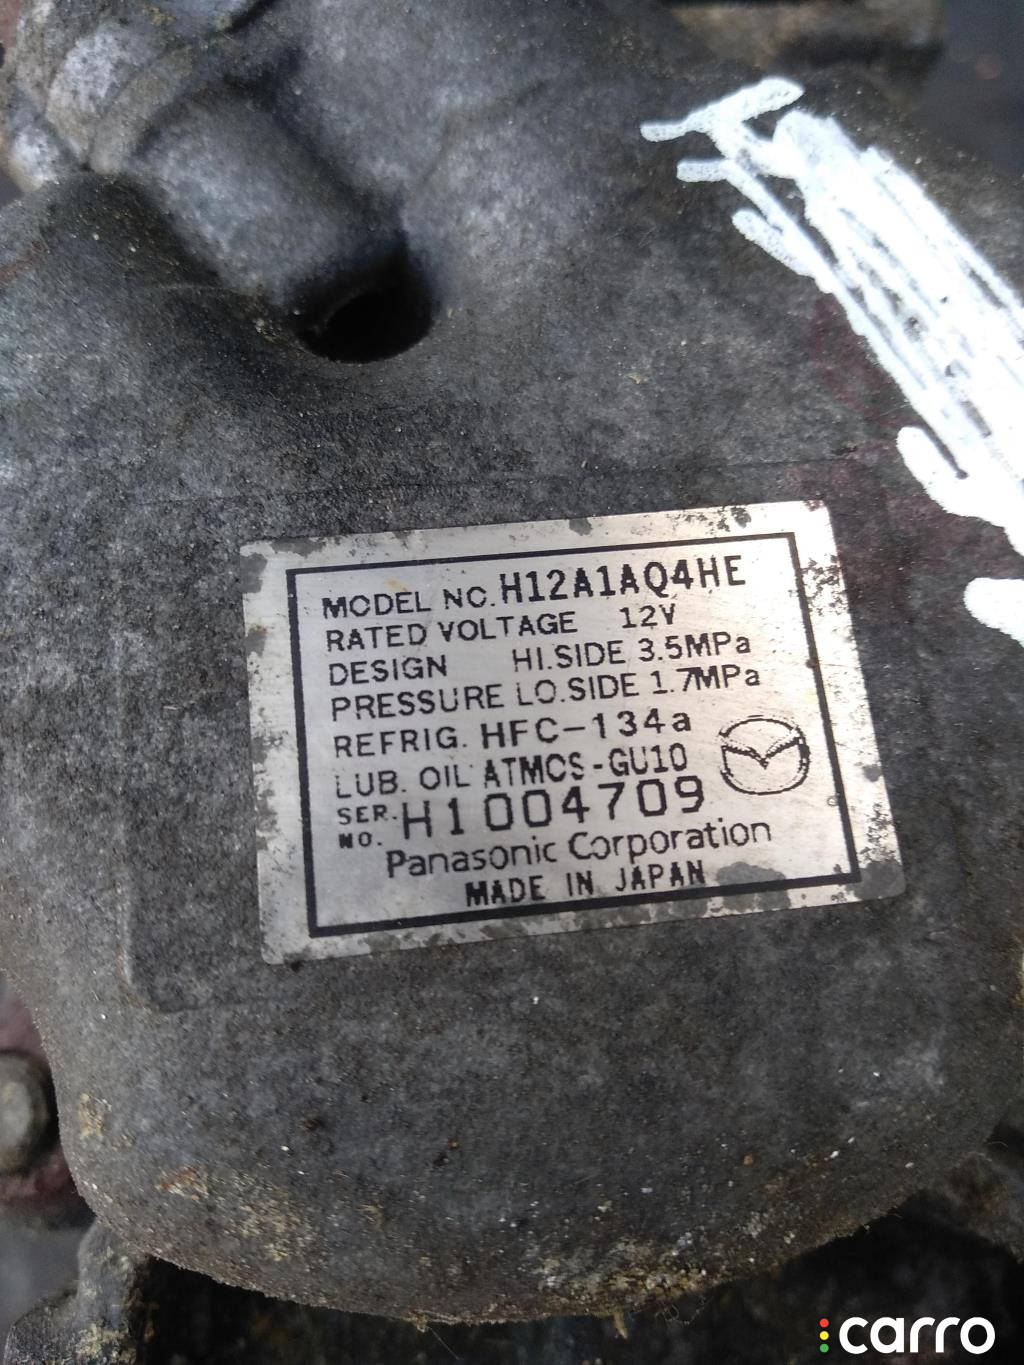 MODEL NO. H12A1AQ4HE
RATED VOLTAGE 12V
DESIGN HI.SIDE 3.5MPa
PRESSURE LO.SIDE 1.7MPa
REFRIG. HFC-134a
LUB. OIL ATMOS-GU10
SER. NO. H1004709
Panasonic Corporation
MADE IN JAPAN
carro